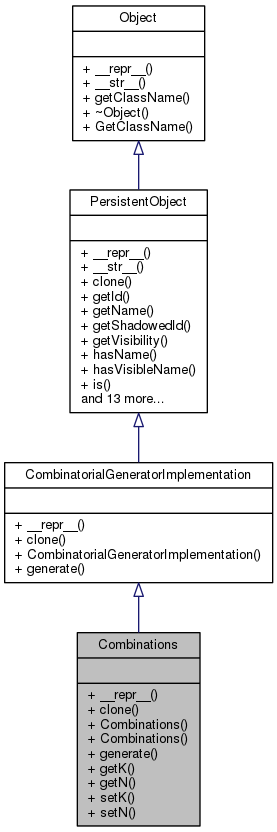 Object
+ __repr__()
+ __str__()
+ getClassName()
+ ~Object()
+ GetClassName()
PersistentObject
+ __repr__()
+ __str__()
+ clone()
+ getId()
+ getName()
+ getShadowedId()
+ getVisibility()
+ hasName()
+ hasVisibleName()
+ is()
and 13 more...
CombinatorialGeneratorImplementation
+ __repr__()
+ clone()
+ CombinatorialGeneratorImplementation()
+ generate()
Combinations
+ __repr__()
+ clone()
+ Combinations()
+ Combinations()
+ generate()
+ getK()
+ getN()
+ setK()
+ setN()